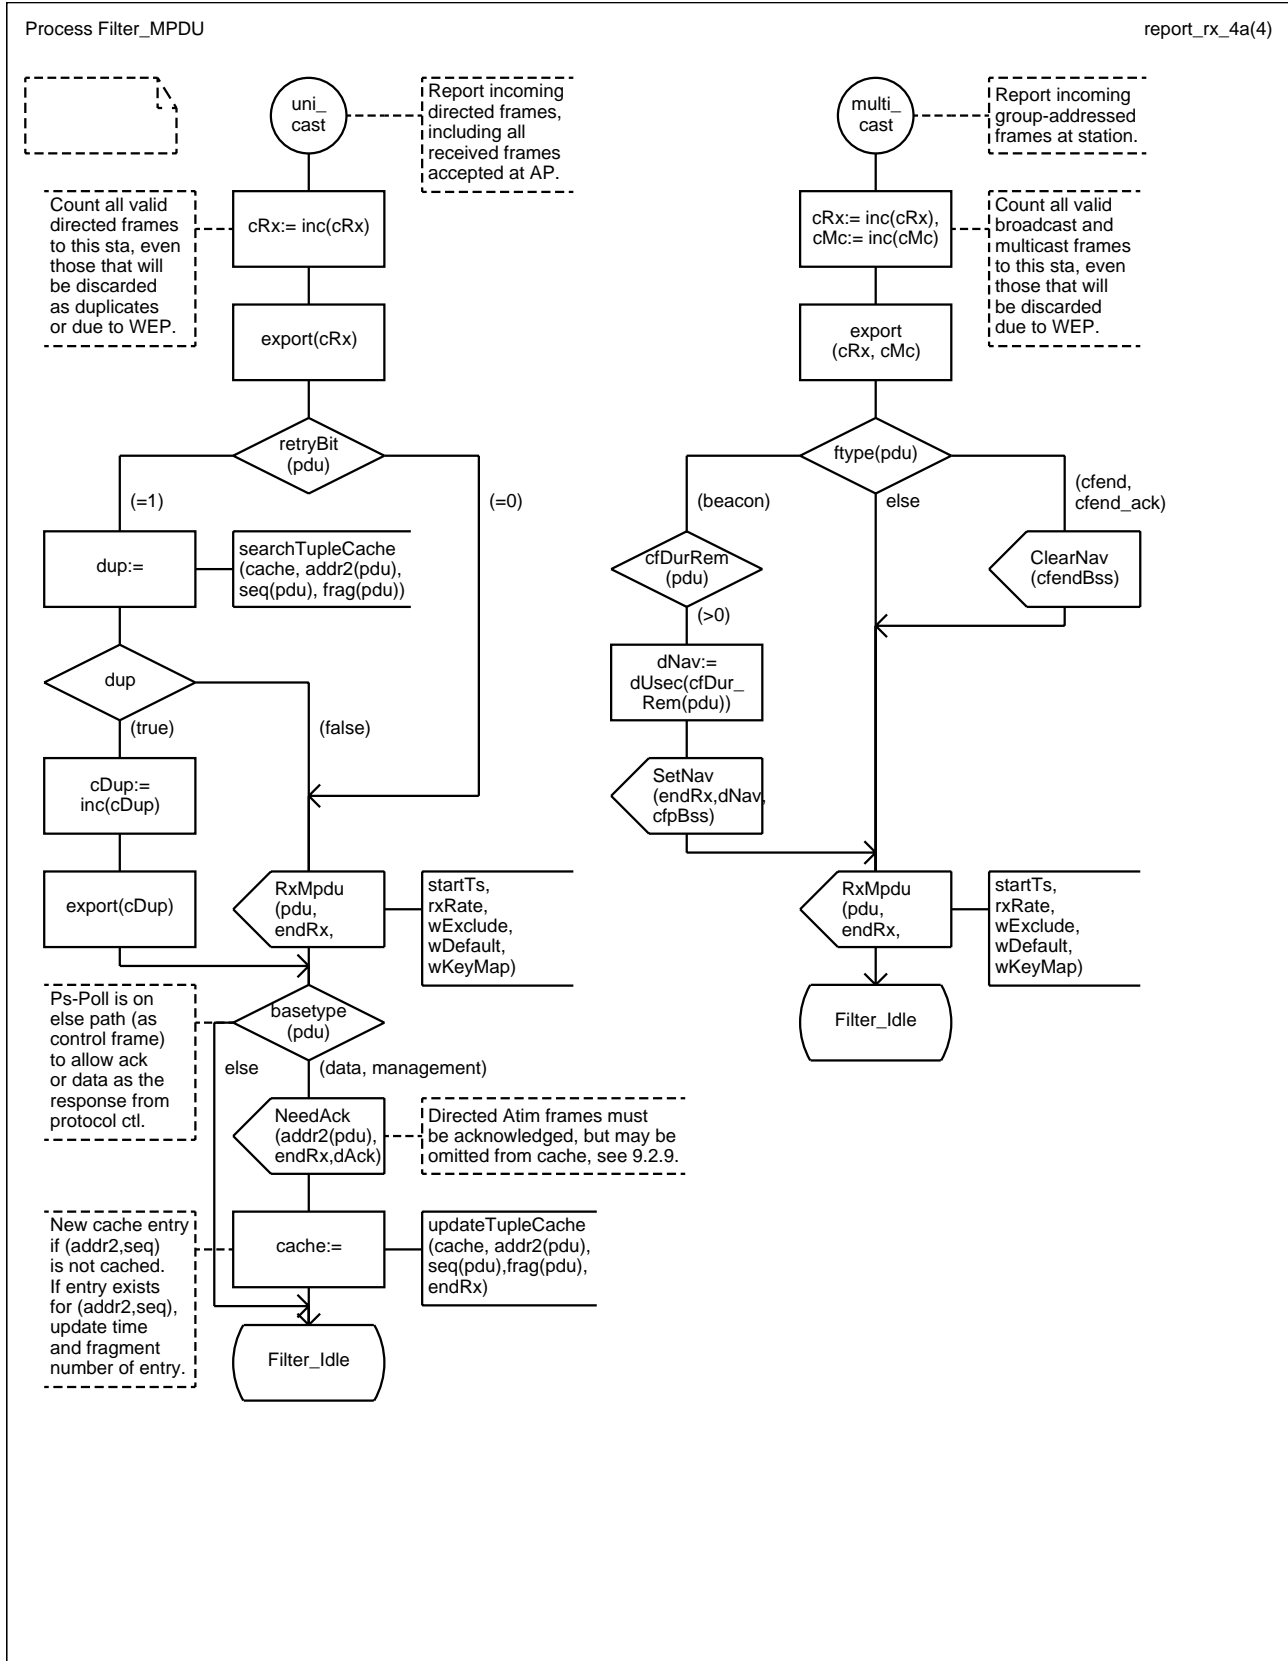 Process Filter_MPDU
report_rx_4a(4)
uni_
cast
Report incoming
directed frames,
including all
received frames
accepted at AP.
Count all valid
directed frames
to this sta, even
those that will
be discarded
as duplicates
or due to WEP.
cRx:= inc(cRx)
export(cRx)
retryBit
(pdu)
(=1)
(=0)
dup:=
searchTupleCache
(cache, addr2(pdu),
seq(pdu), frag(pdu))
dup
(true)
(false)
cDup:=
inc(cDup)
export(cDup)
RxMpdu
(pdu,
endRx,
startTs,
rxRate,
wExclude,
wDefault,
wKeyMap)
Ps-Poll is on
else path (as
control frame)
to allow ack
or data as the
response from
protocol ctl.
basetype
(pdu)
else
(data, management)
NeedAck
(addr2(pdu),
endRx,dAck)
Directed Atim frames must
be acknowledged, but may be
omitted from cache, see 9.2.9.
New cache entry
if (addr2,seq)
is not cached.
If entry exists
for (addr2,seq),
update time
and fragment
number of entry.
cache:=
updateTupleCache
(cache, addr2(pdu),
seq(pdu),frag(pdu),
endRx)
Filter_Idle
multi_
cast
Report incoming
group-addressed
frames at station.
cRx:= inc(cRx),
cMc:= inc(cMc)
Count all valid
broadcast and
multicast frames
to this sta, even
those that will
be discarded
due to WEP.
export
(cRx, cMc)
ftype(pdu)
(beacon)
else
(cfend,
cfend_ack)
cfDurRem
(pdu)
(>0)
ClearNav
(cfendBss)
dNav:=
dUsec(cfDur_
Rem(pdu))
SetNav
(endRx,dNav,
cfpBss)
RxMpdu
(pdu,
endRx,
startTs,
rxRate,
wExclude,
wDefault,
wKeyMap)
Filter_Idle